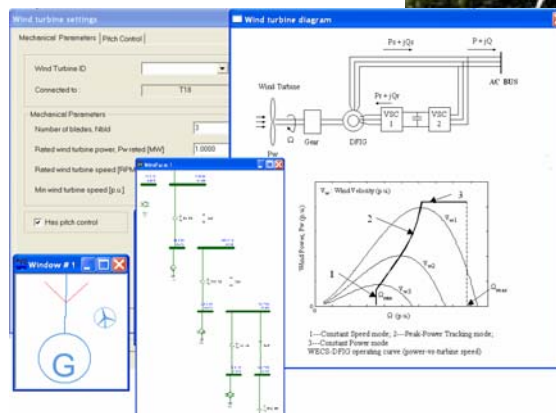 Wind turbine settings
Mechanical Parameters
Pitch Control
Wind Turbine ID
Connected to :
T18
Mechanical Parameters
Number of blades, Nbld
3
Rated wind turbine power, Pw rated [MW]
1.0000
Rated wind turbine speed [RPM
Min wind turbine speed [p.u.]
Has pitch control
Window # 1
G
Wind turbine diagram
Ps + jQs
P + jQ
AC BUS
Pr + jQr
Wind Turbine
VSC
1
VSC
2
Pw
Ω
Gear
DFIG
Vw : Wind Velocity (p.u.)
3
2
1
Vw1
Vw2
Vw3
Ωmin
Ωmax
Wind Power, Pw (p.u.)
Ω (p.u)
1---Constant Speed mode; 2---Peak-Power Tracking mode;
3---Constant Power mode
WECS-DFIG operating curve (power-vs turbine speed)